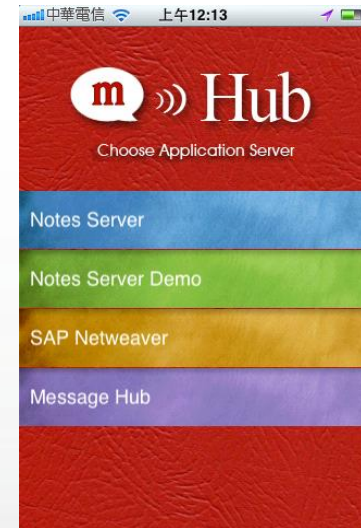 中華電信 上午12:13
m Hub
Choose Application Server
Notes Server
Notes Server Demo
SAP Netweaver
Message Hub